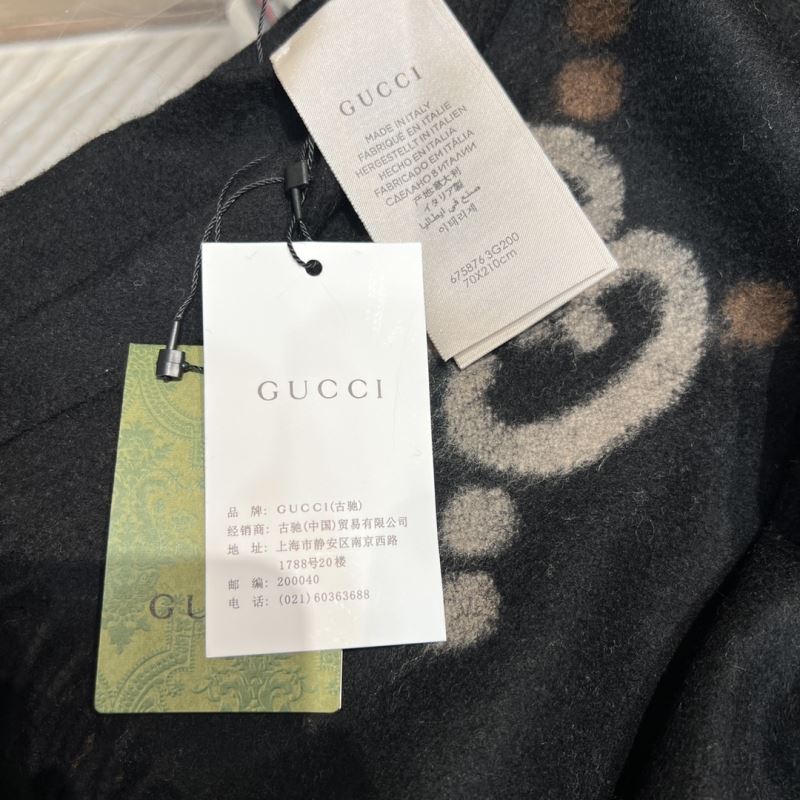 GUCCI
MADE IN ITALY
FABRIQUÉ EN ITALIE
HERGESTELLT IN ITALIEN
HECHO EN ITALIA
FABRICADO EM ITÁLIA
СДЕЛАНО В ИТАЛИИ
产地:意大利
イタリア製
صنع في ايطاليا
이태리제
675876 3G200
70X210cm
GUCCI
品 牌: GUCCI(古驰)
经销商: 古驰(中国)贸易有限公司
地 址: 上海市静安区南京西路
1788号20楼
邮 编: 200040
电 话: (021)60363688
GU